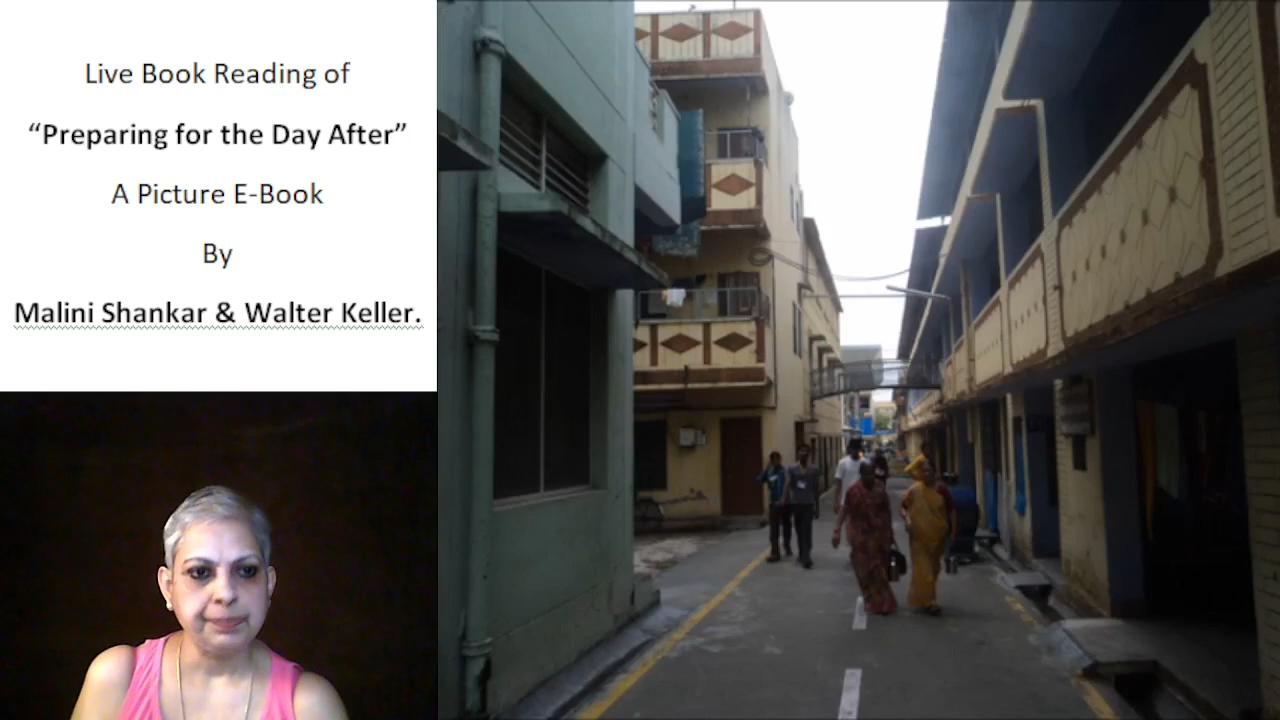 Live Book Reading of
“Preparing for the Day After”
A Picture E-Book
By
Malini Shankar & Walter Keller.